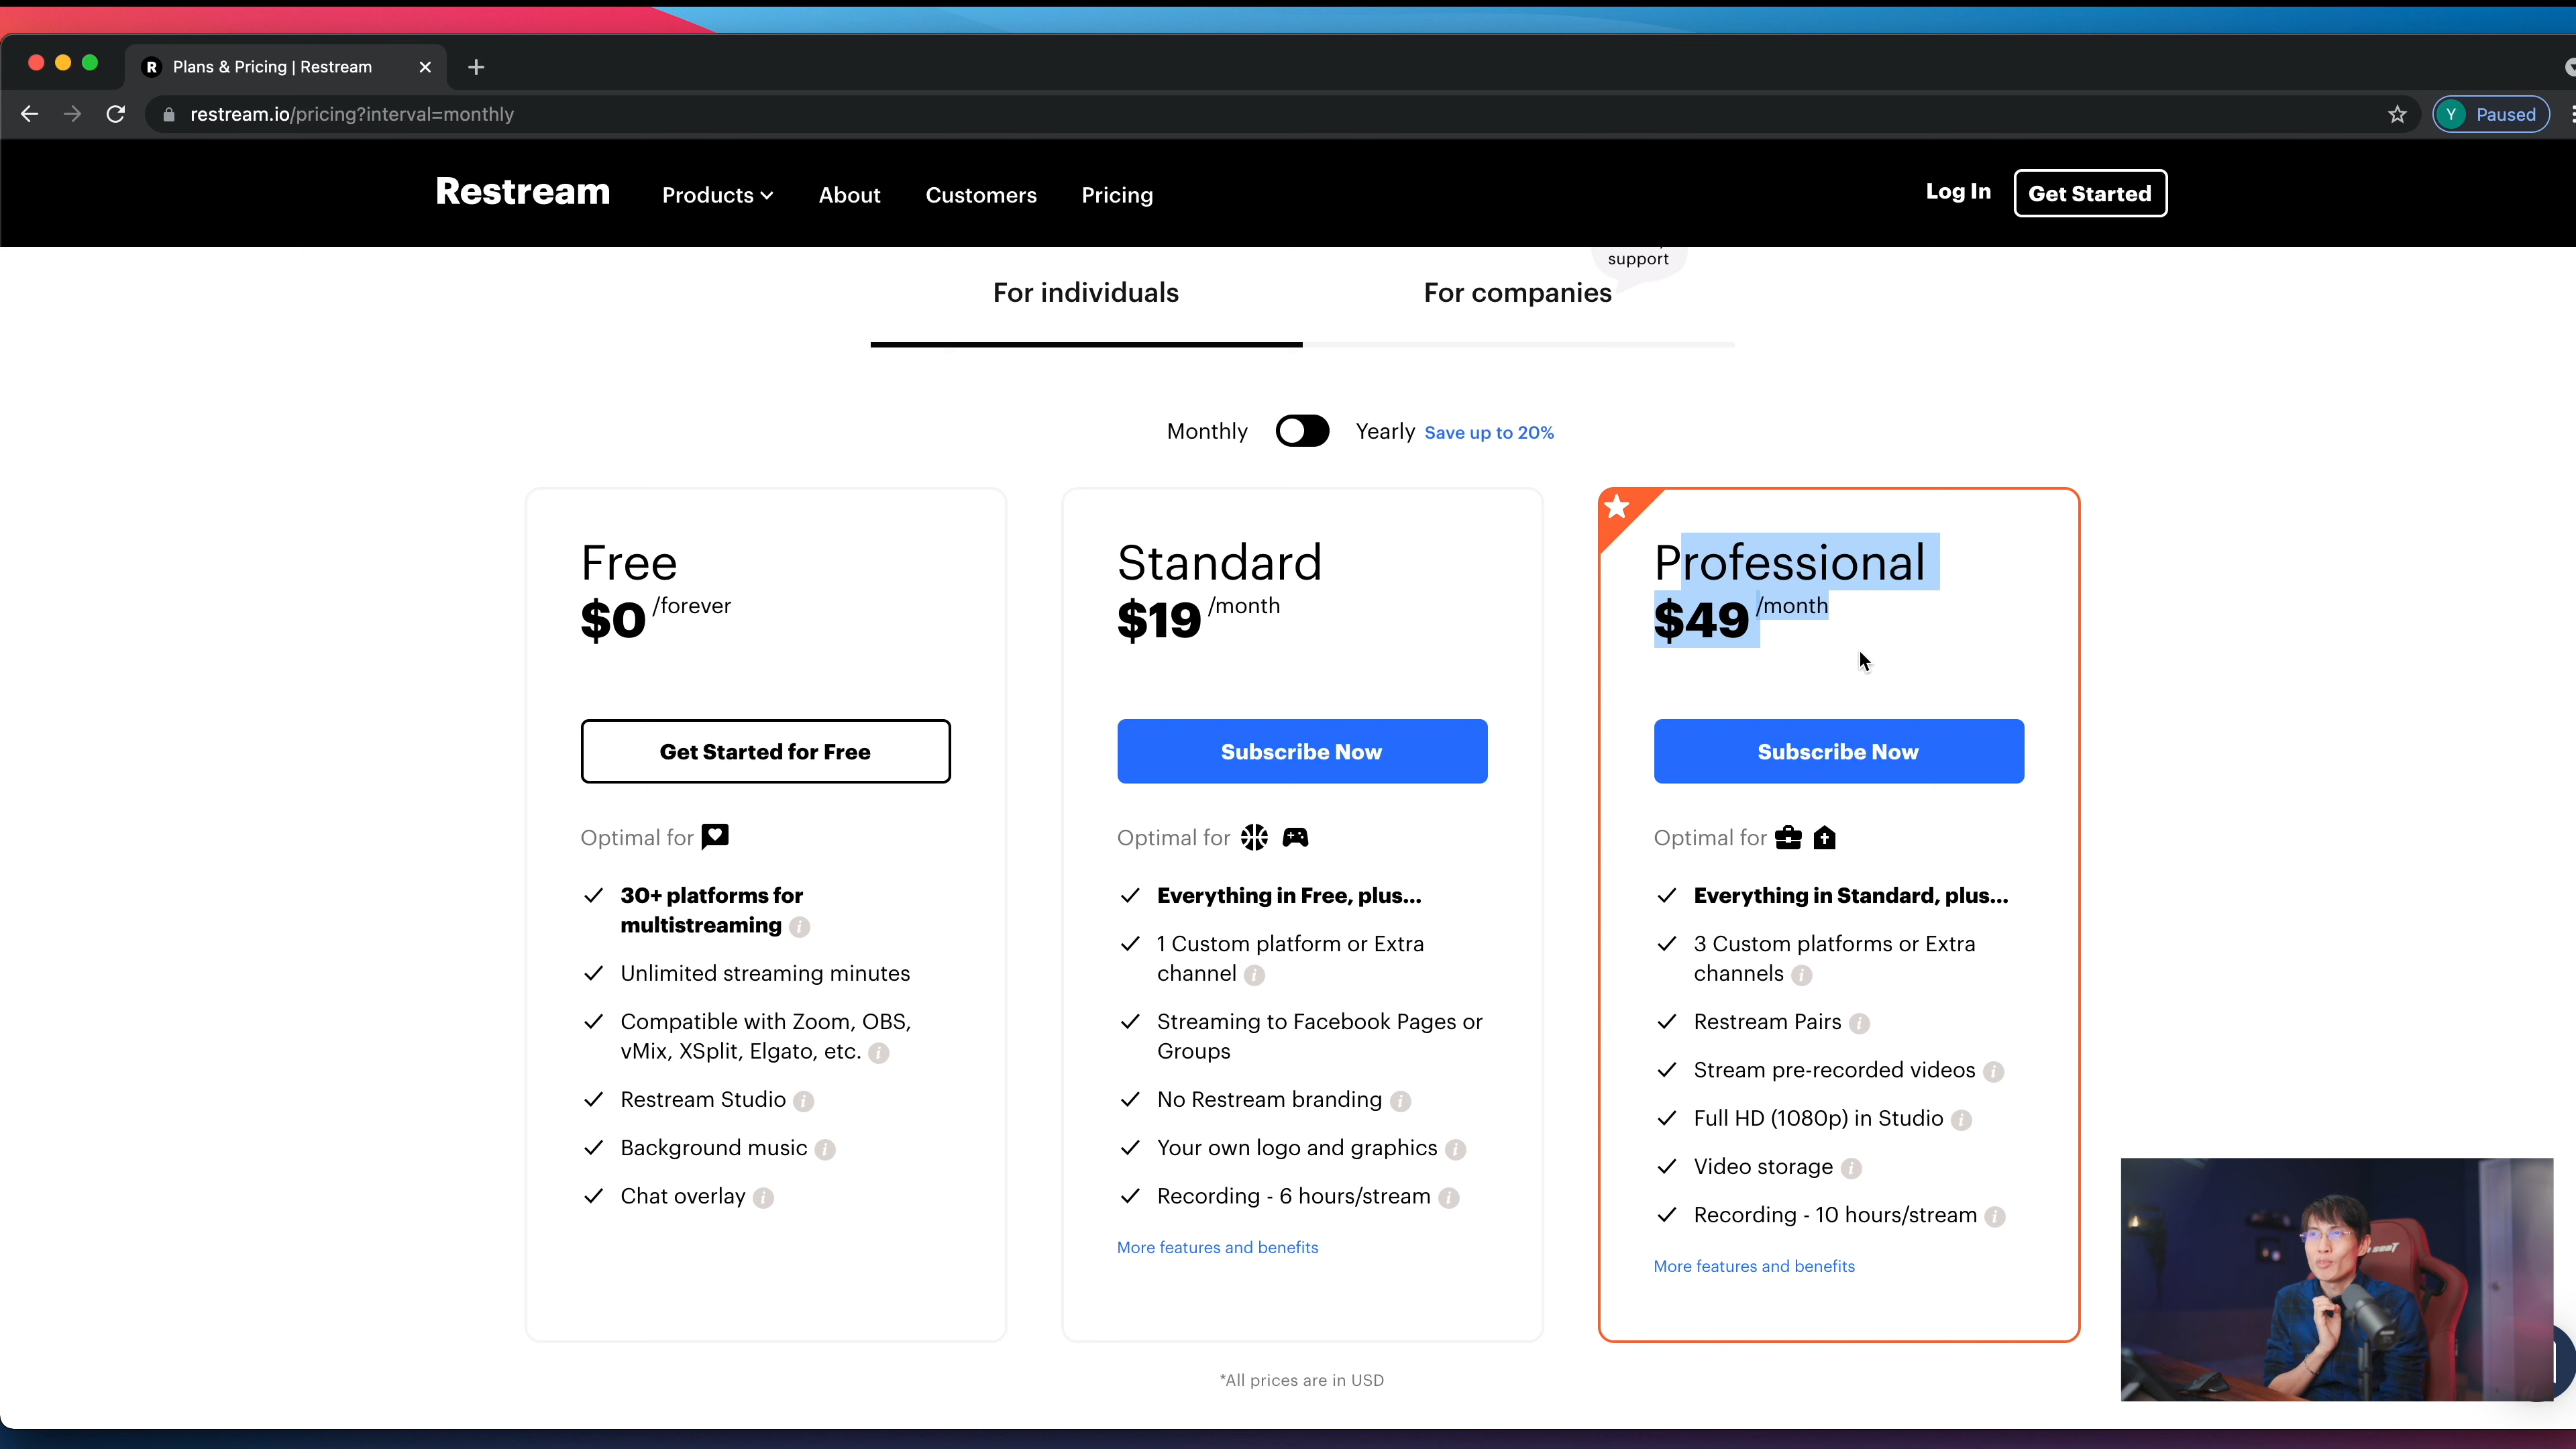 R Plans & Pricing | Restream
restream.io/pricing?interval=monthly
Y Paused
Restream Products About Customers Pricing Log In Get Started
support
For individuals For companies
Monthly Yearly Save up to 20%
Free
$0 /forever
Get Started for Free
Optimal for
30+ platforms for
multistreaming i
Unlimited streaming minutes
Compatible with Zoom, OBS,
vMix, XSplit, Elgato, etc. i
Restream Studio i
Background music i
Chat overlay i
Standard
$19 /month
Subscribe Now
Optimal for
Everything in Free, plus...
1 Custom platform or Extra
channel i
Streaming to Facebook Pages or
Groups
No Restream branding i
Your own logo and graphics i
Recording - 6 hours/stream i
More features and benefits
Professional
$49 /month
Subscribe Now
Optimal for
Everything in Standard, plus...
3 Custom platforms or Extra
channels i
Restream Pairs i
Stream pre-recorded videos i
Full HD (1080p) in Studio i
Video storage i
Recording - 10 hours/stream i
More features and benefits
*All prices are in USD